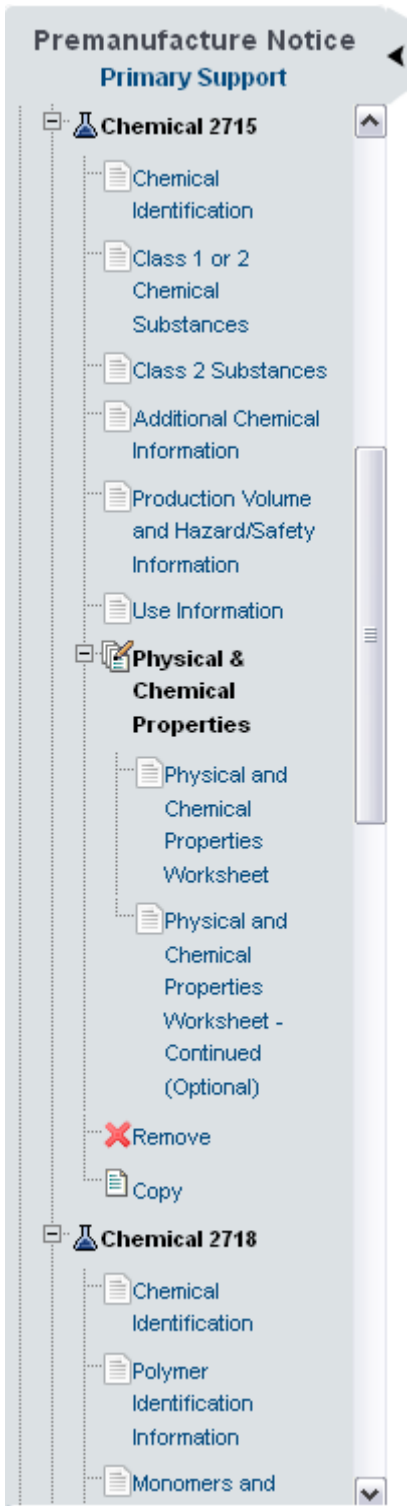 Premanufacture Notice
Primary Support
Chemical 2715
Chemical
Identification
Class 1 or 2
Chemical
Substances
Class 2 Substances
Additional Chemical
Information
Production Volume
and Hazard/Safety
Information
Use Information
Physical &
Chemical
Properties
Physical and
Chemical
Properties
Worksheet
Physical and
Chemical
Properties
Worksheet -
Continued
(Optional)
Remove
Copy
Chemical 2718
Chemical
Identification
Polymer
Identification
Information
Monomers and